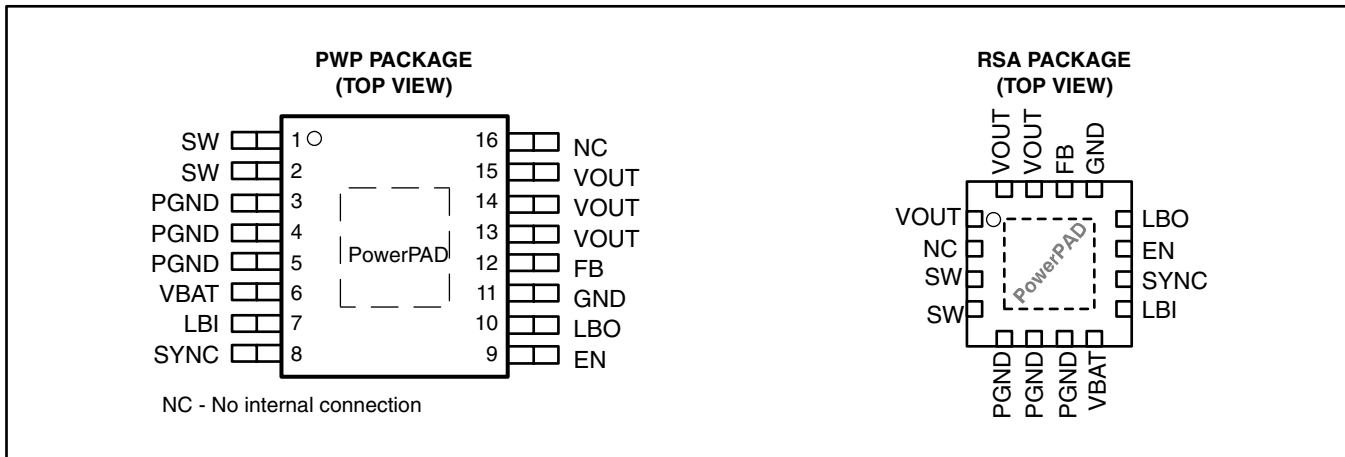 PWP PACKAGE
(TOP VIEW)
SW 1 16 NC
SW 2 15 VOUT
PGND 3 14 VOUT
PGND 4 13 VOUT
PGND 5 12 FB
VBAT 6 11 GND
LBI 7 10 LBO
SYNC 8 9 EN
PowerPAD
NC - No internal connection
RSA PACKAGE
(TOP VIEW)
VOUT
VOUT
FB
GND
VOUT
NC
SW
SW
PowerPAD
LBO
EN
SYNC
LBI
PGND
PGND
PGND
VBAT